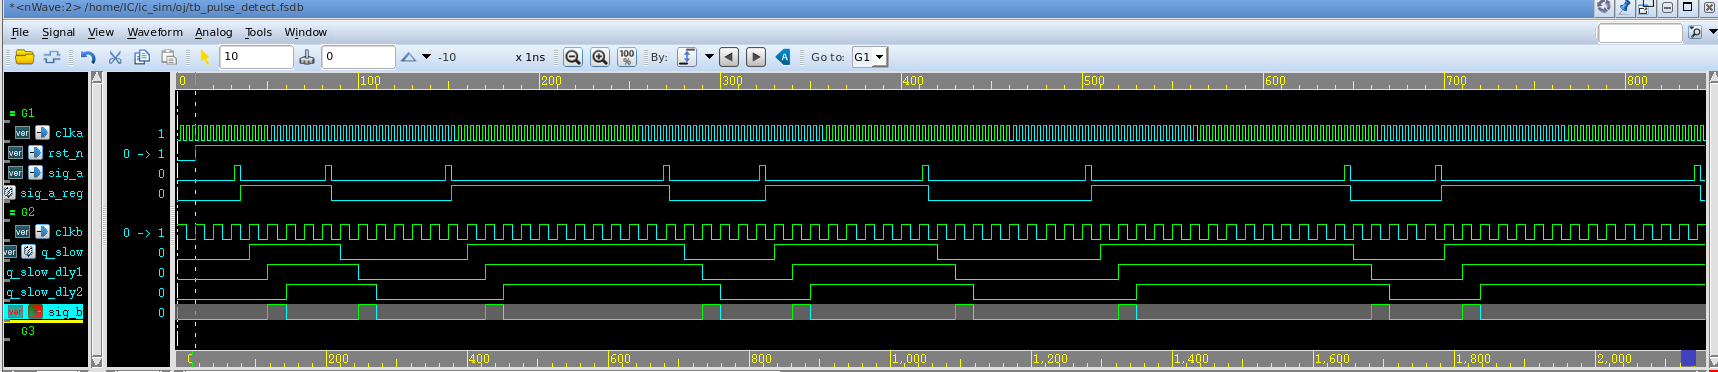 *<nWave:2> /home/IC/ic_sim/oj/tb_pulse_detect.fsdb
File Signal View Waveform Analog Tools Window
10 0 -10 x 1ns 100 % By: Go to: G1
0 100 200 300 400 500 600 700 800
= G1
ver clka 1
ver rst_n 0 -> 1
ver sig_a 0
sig_a_reg 0
= G2
ver clkb 0 -> 1
ver q_slow 0
q_slow_dly1 0
q_slow_dly2 0
ver sig_b 0
G3
0 200 400 600 800 1,000 1,200 1,400 1,600 1,800 2,000